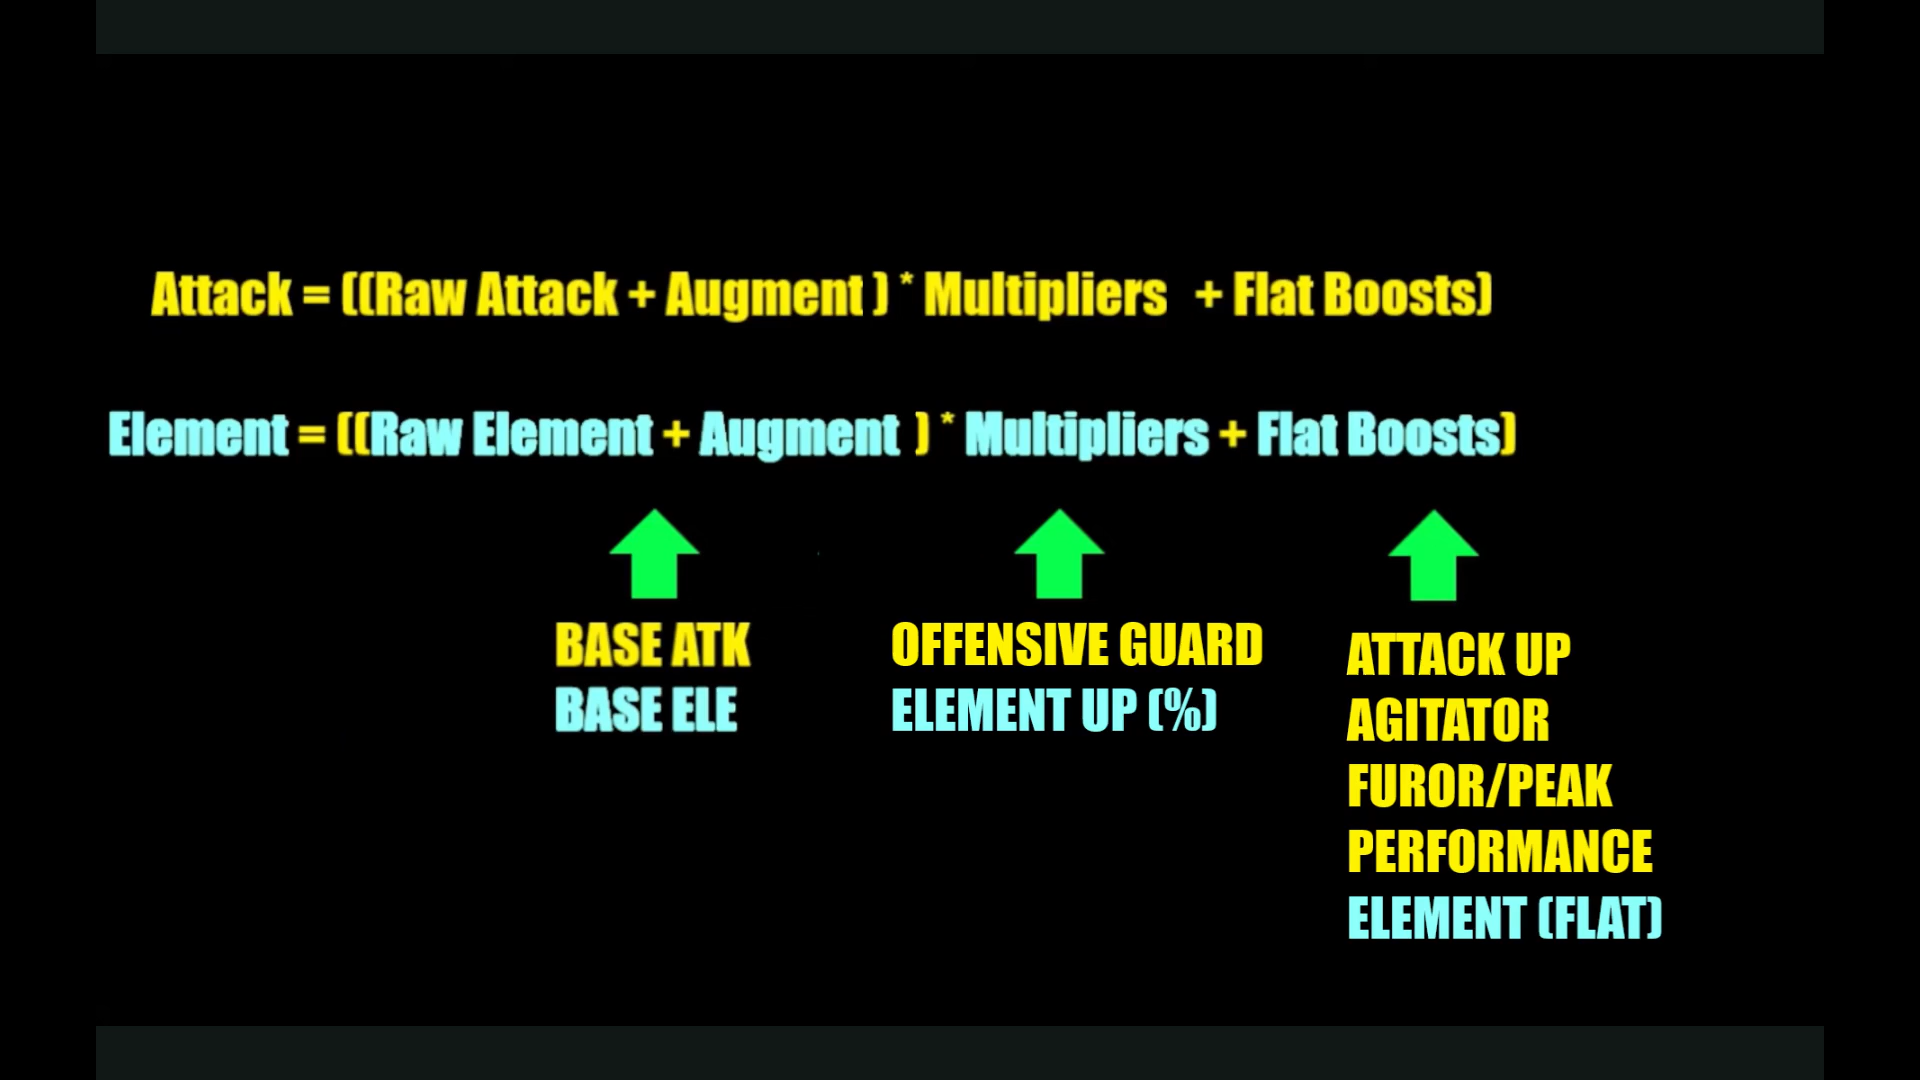 Attack = ((Raw Attack + Augment ) * Multipliers + Flat Boosts)
Element = ((Raw Element + Augment ) * Multipliers + Flat Boosts)
BASE ATK
BASE ELE
OFFENSIVE GUARD
ELEMENT UP (%)
ATTACK UP
AGITATOR
FUROR/PEAK
PERFORMANCE
ELEMENT (FLAT)